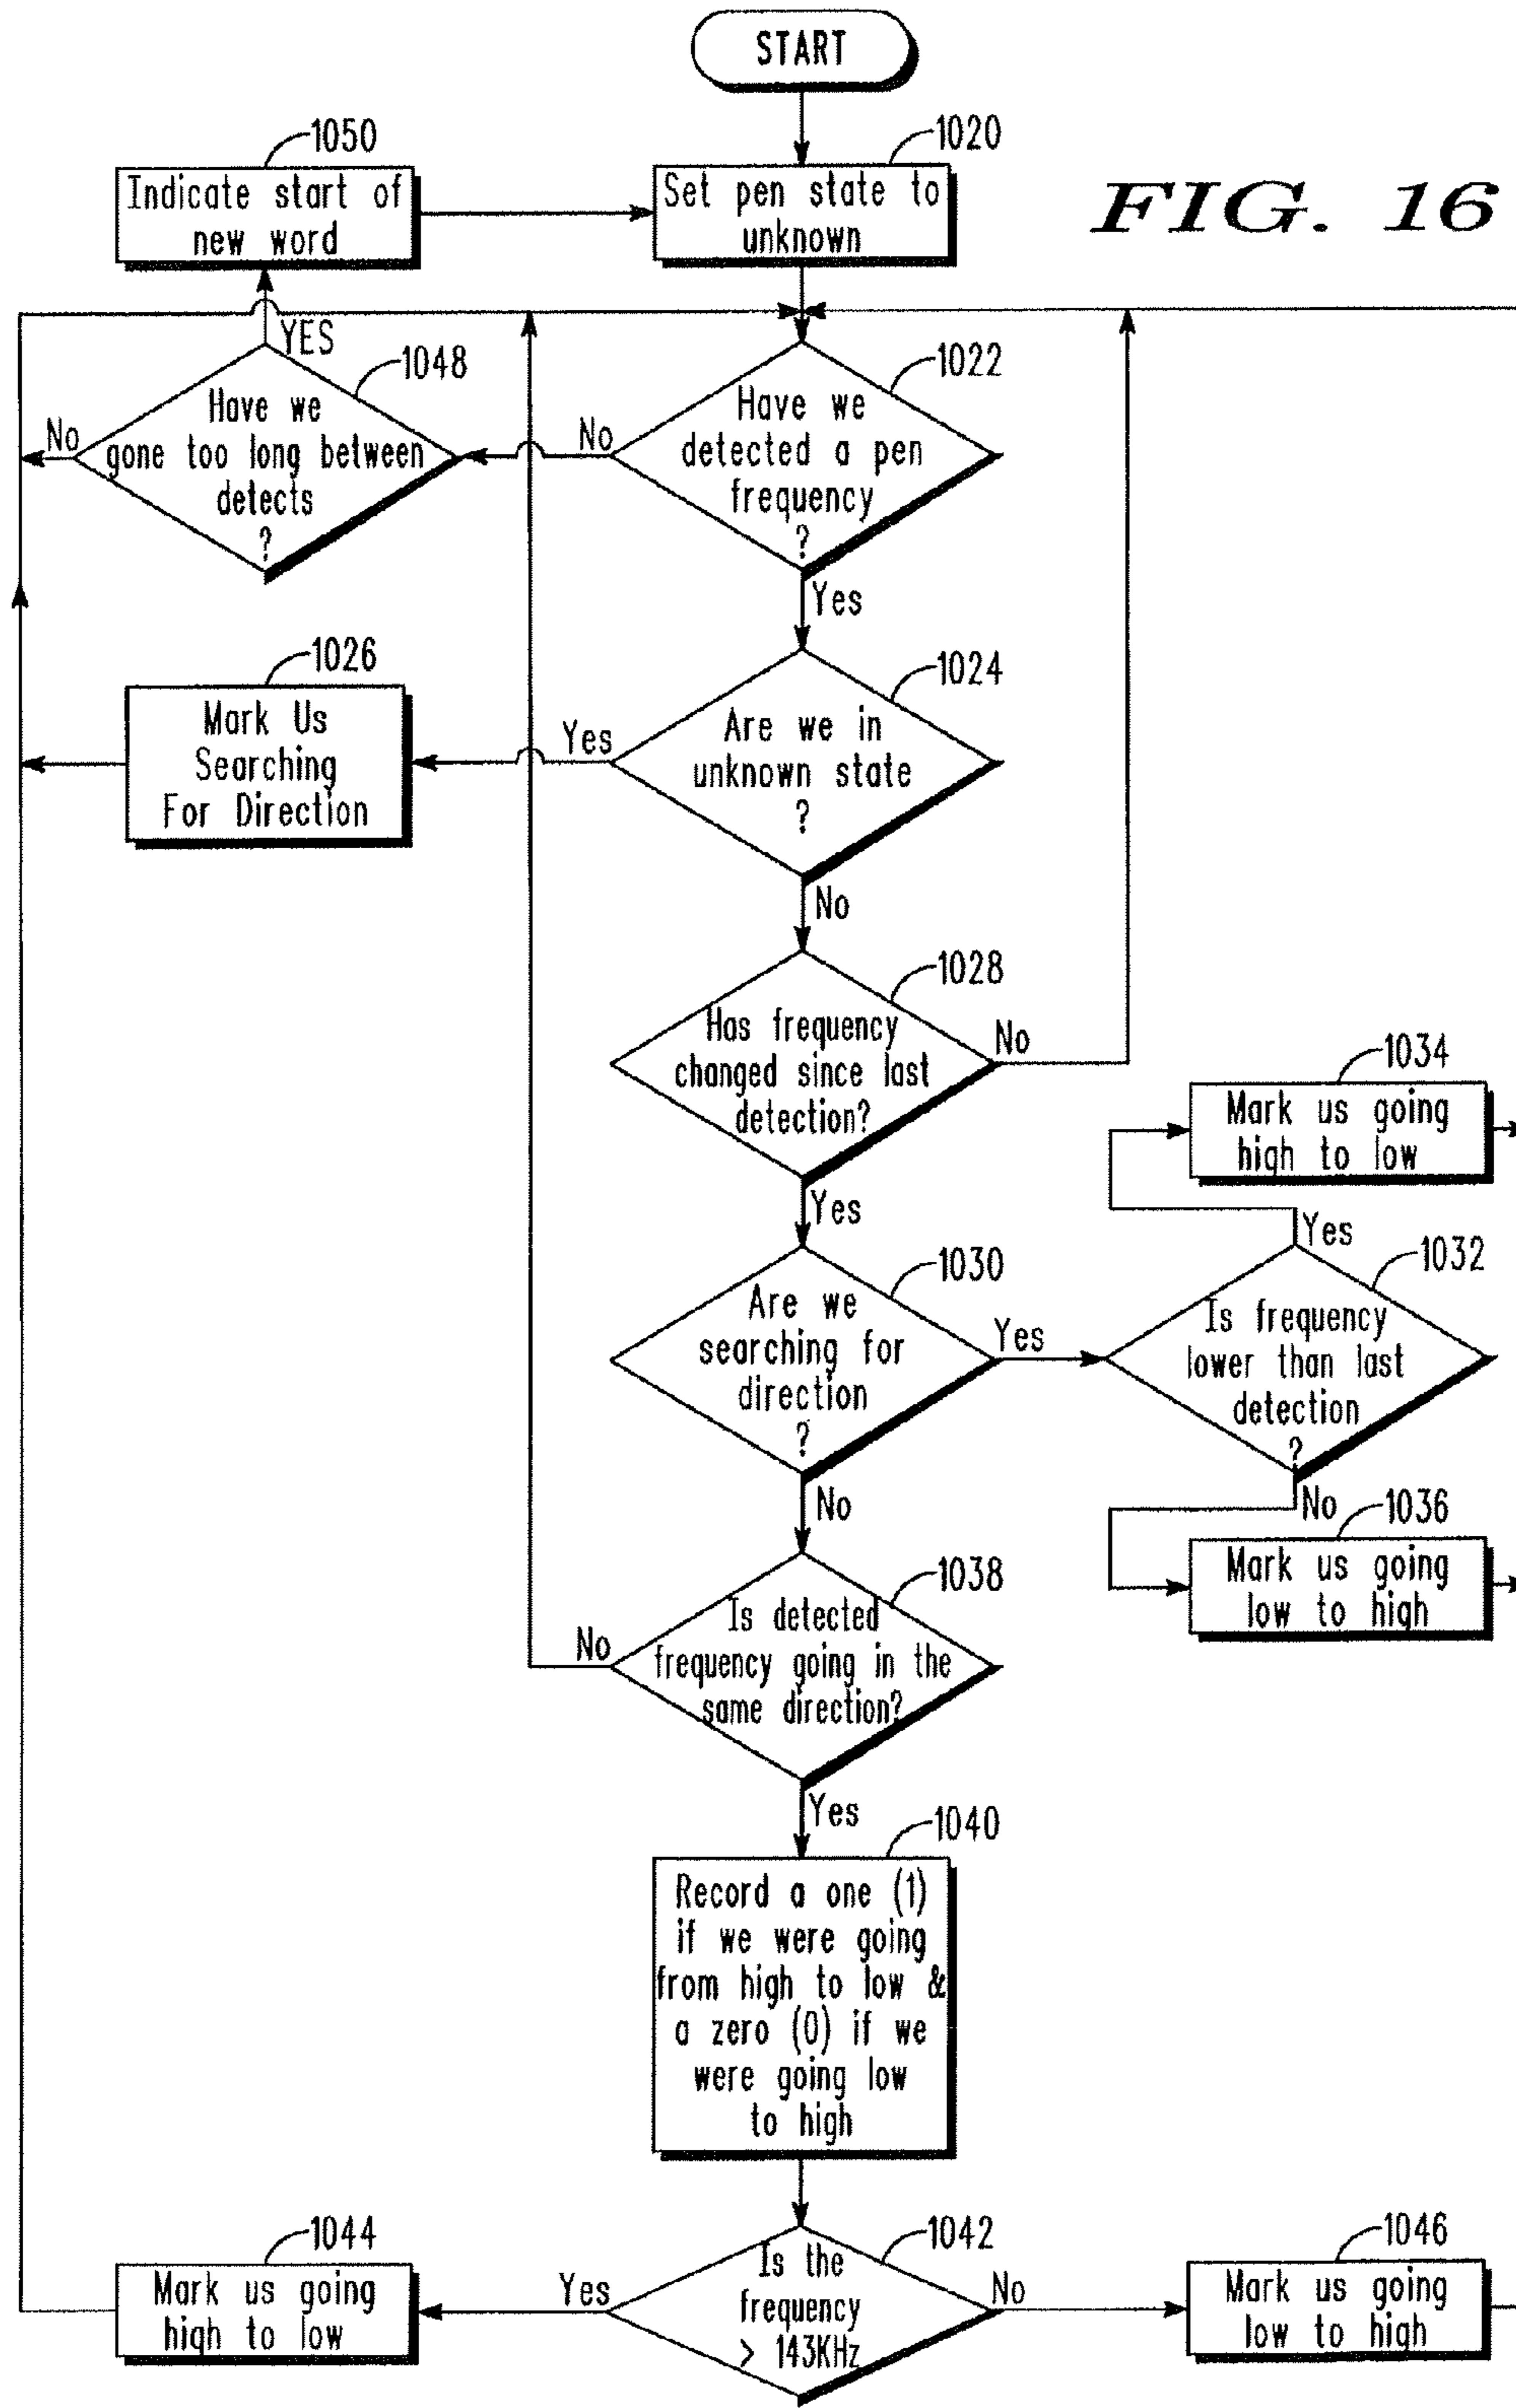 START
1050
1020
Indicate start of
new word
Set pen state to
unknown
FIG. 16
YES
1048
1022
Have we
gone too long between
detects
?
No
No
Have we
detected a pen
frequency
?
Yes
1026
1024
Mark Us
Searching
For Direction
Yes
Are we in
unknown state
?
No
1028
Has frequency
changed since last
detection?
No
Yes
1034
Mark us going
high to low
Yes
1030
1032
Are we
searching for
direction
?
Yes
Is frequency
lower than last
detection
?
No
No
1036
Mark us going
low to high
1038
Is detected
frequency going in the
same direction?
No
Yes
1040
Record a one (1)
if we were going
from high to low &
a zero (0) if we
were going low
to high
1044
1042
1046
Mark us going
high to low
Yes
Is the
frequency
> 143KHz
No
Mark us going
low to high